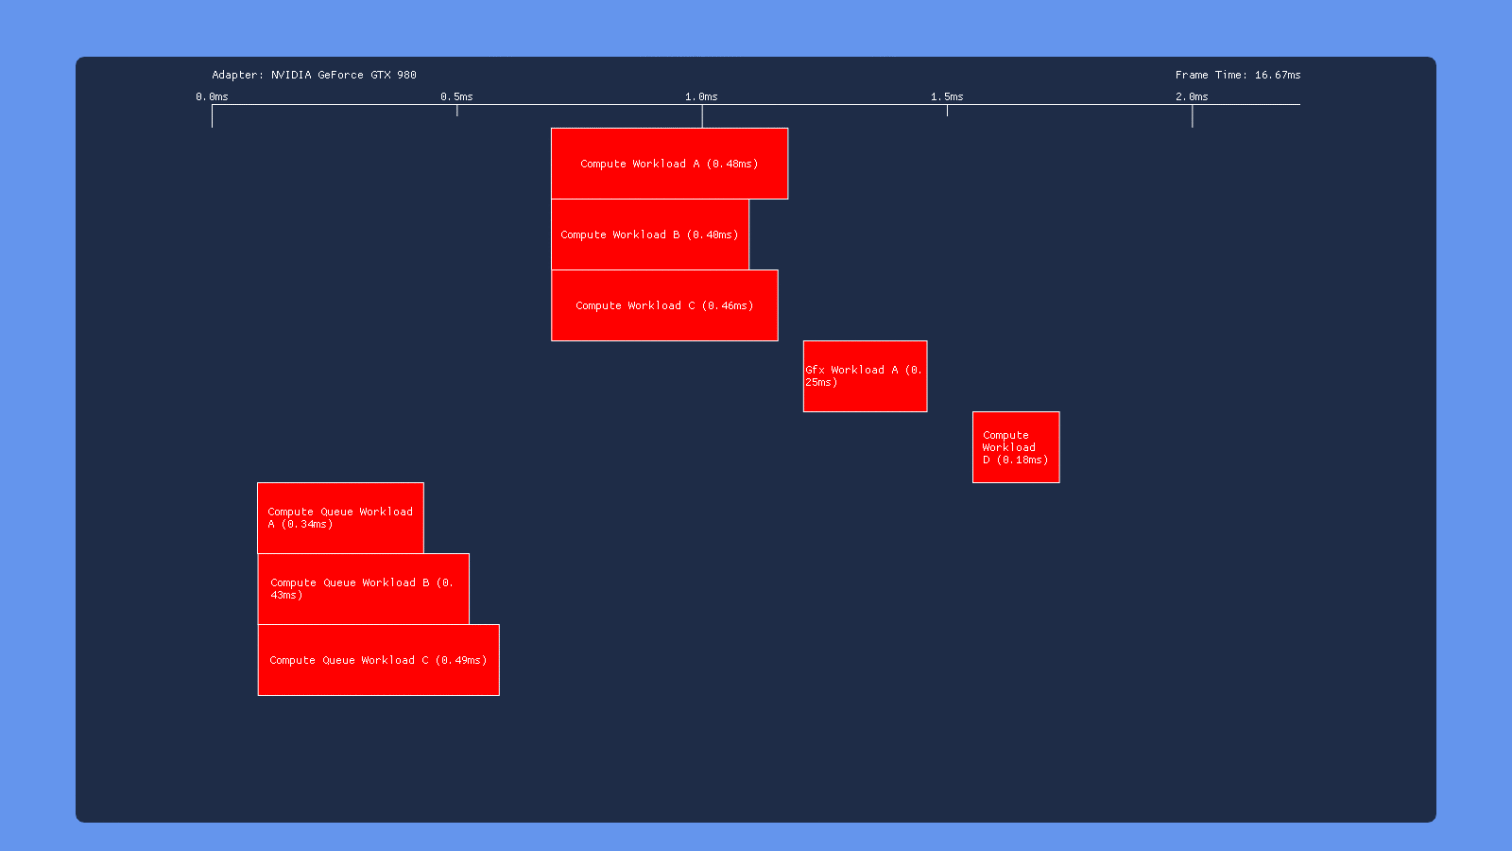 Adapter: NVIDIA GeForce GTX 980
Frame Time: 16.67ms
0.0ms
0.5ms
1.0ms
1.5ms
2.0ms
Compute Workload A (0.48ms)
Compute Workload B (0.40ms)
Compute Workload C (0.46ms)
Gfx Workload A (0.
25ms)
Compute
Workload
D (0.18ms)
Compute Queue Workload
A (0.34ms)
Compute Queue Workload B (0.
43ms)
Compute Queue Workload C (0.49ms)